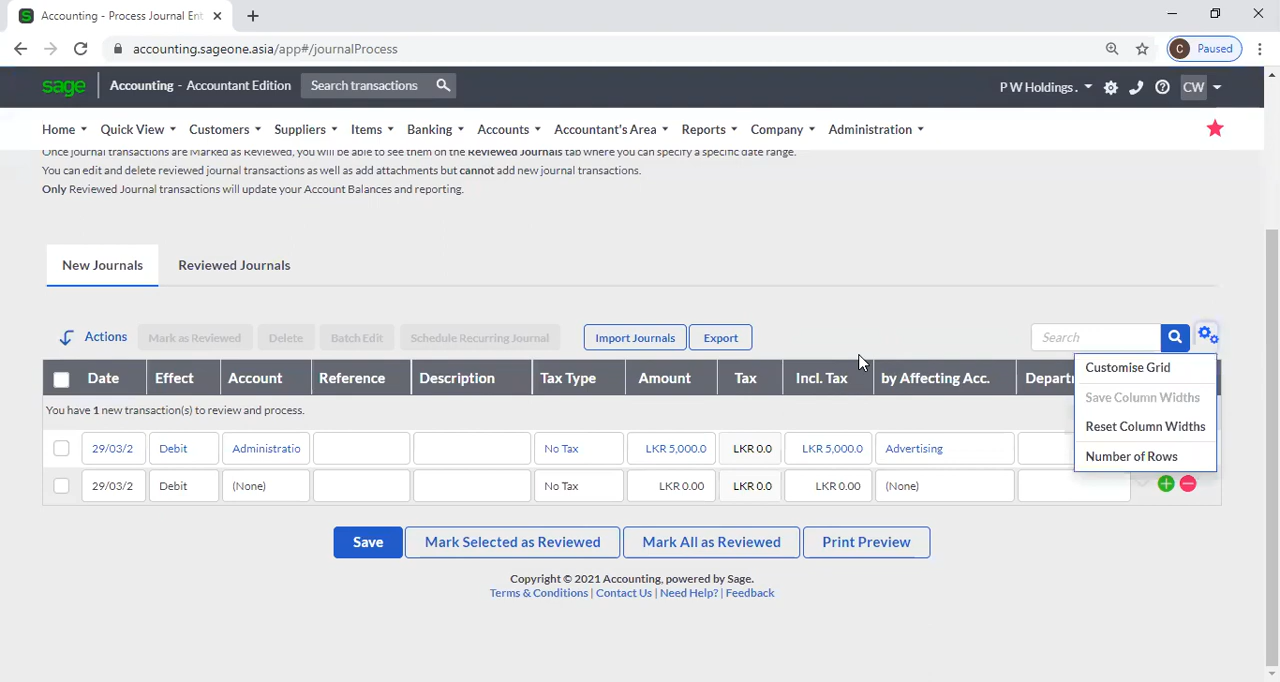 Accounting - Process Journal Ent
accounting.sageone.asia/app#/journalProcess
C Paused
sage Accounting - Accountant Edition Search transactions P W Holdings . CW
Home Quick View Customers Suppliers Items Banking Accounts Accountant's Area Reports Company Administration
Once journal transactions are Marked as Reviewed, you will be able to see them on the Reviewed Journals tab where you can specify a specific date range.
You can edit and delete reviewed journal transactions as well as add attachments but cannot add new journal transactions.
Only Reviewed Journal transactions will update your Account Balances and reporting.
New Journals Reviewed Journals
Actions Mark as Reviewed Delete Batch Edit Schedule Recurring Journal Import Journals Export Search
Customise Grid
Save Column Widths
Reset Column Widths
Number of Rows
Date Effect Account Reference Description Tax Type Amount Tax Incl. Tax by Affecting Acc. Departm
You have 1 new transaction(s) to review and process.
29/03/2 Debit Administratio No Tax LKR 5,000.0 LKR 0.0 LKR 5,000.0 Advertising
29/03/2 Debit (None) No Tax LKR 0.00 LKR 0.0 LKR 0.00 (None)
Save Mark Selected as Reviewed Mark All as Reviewed Print Preview
Copyright © 2021 Accounting, powered by Sage.
Terms & Conditions | Contact Us | Need Help? | Feedback